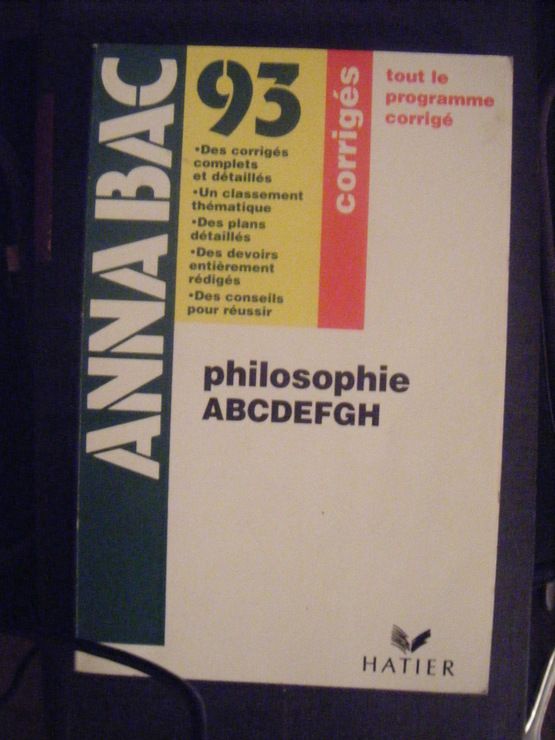 ANNABAC
93
•Des corrigés
complets
et détaillés
•Un classement
thématique
•Des plans
détaillés
•Des devoirs
entièrement
rédigés
•Des conseils
pour réussir
corrigés
tout le
programme
corrigé
philosophie
ABCDEFGH
HATIER